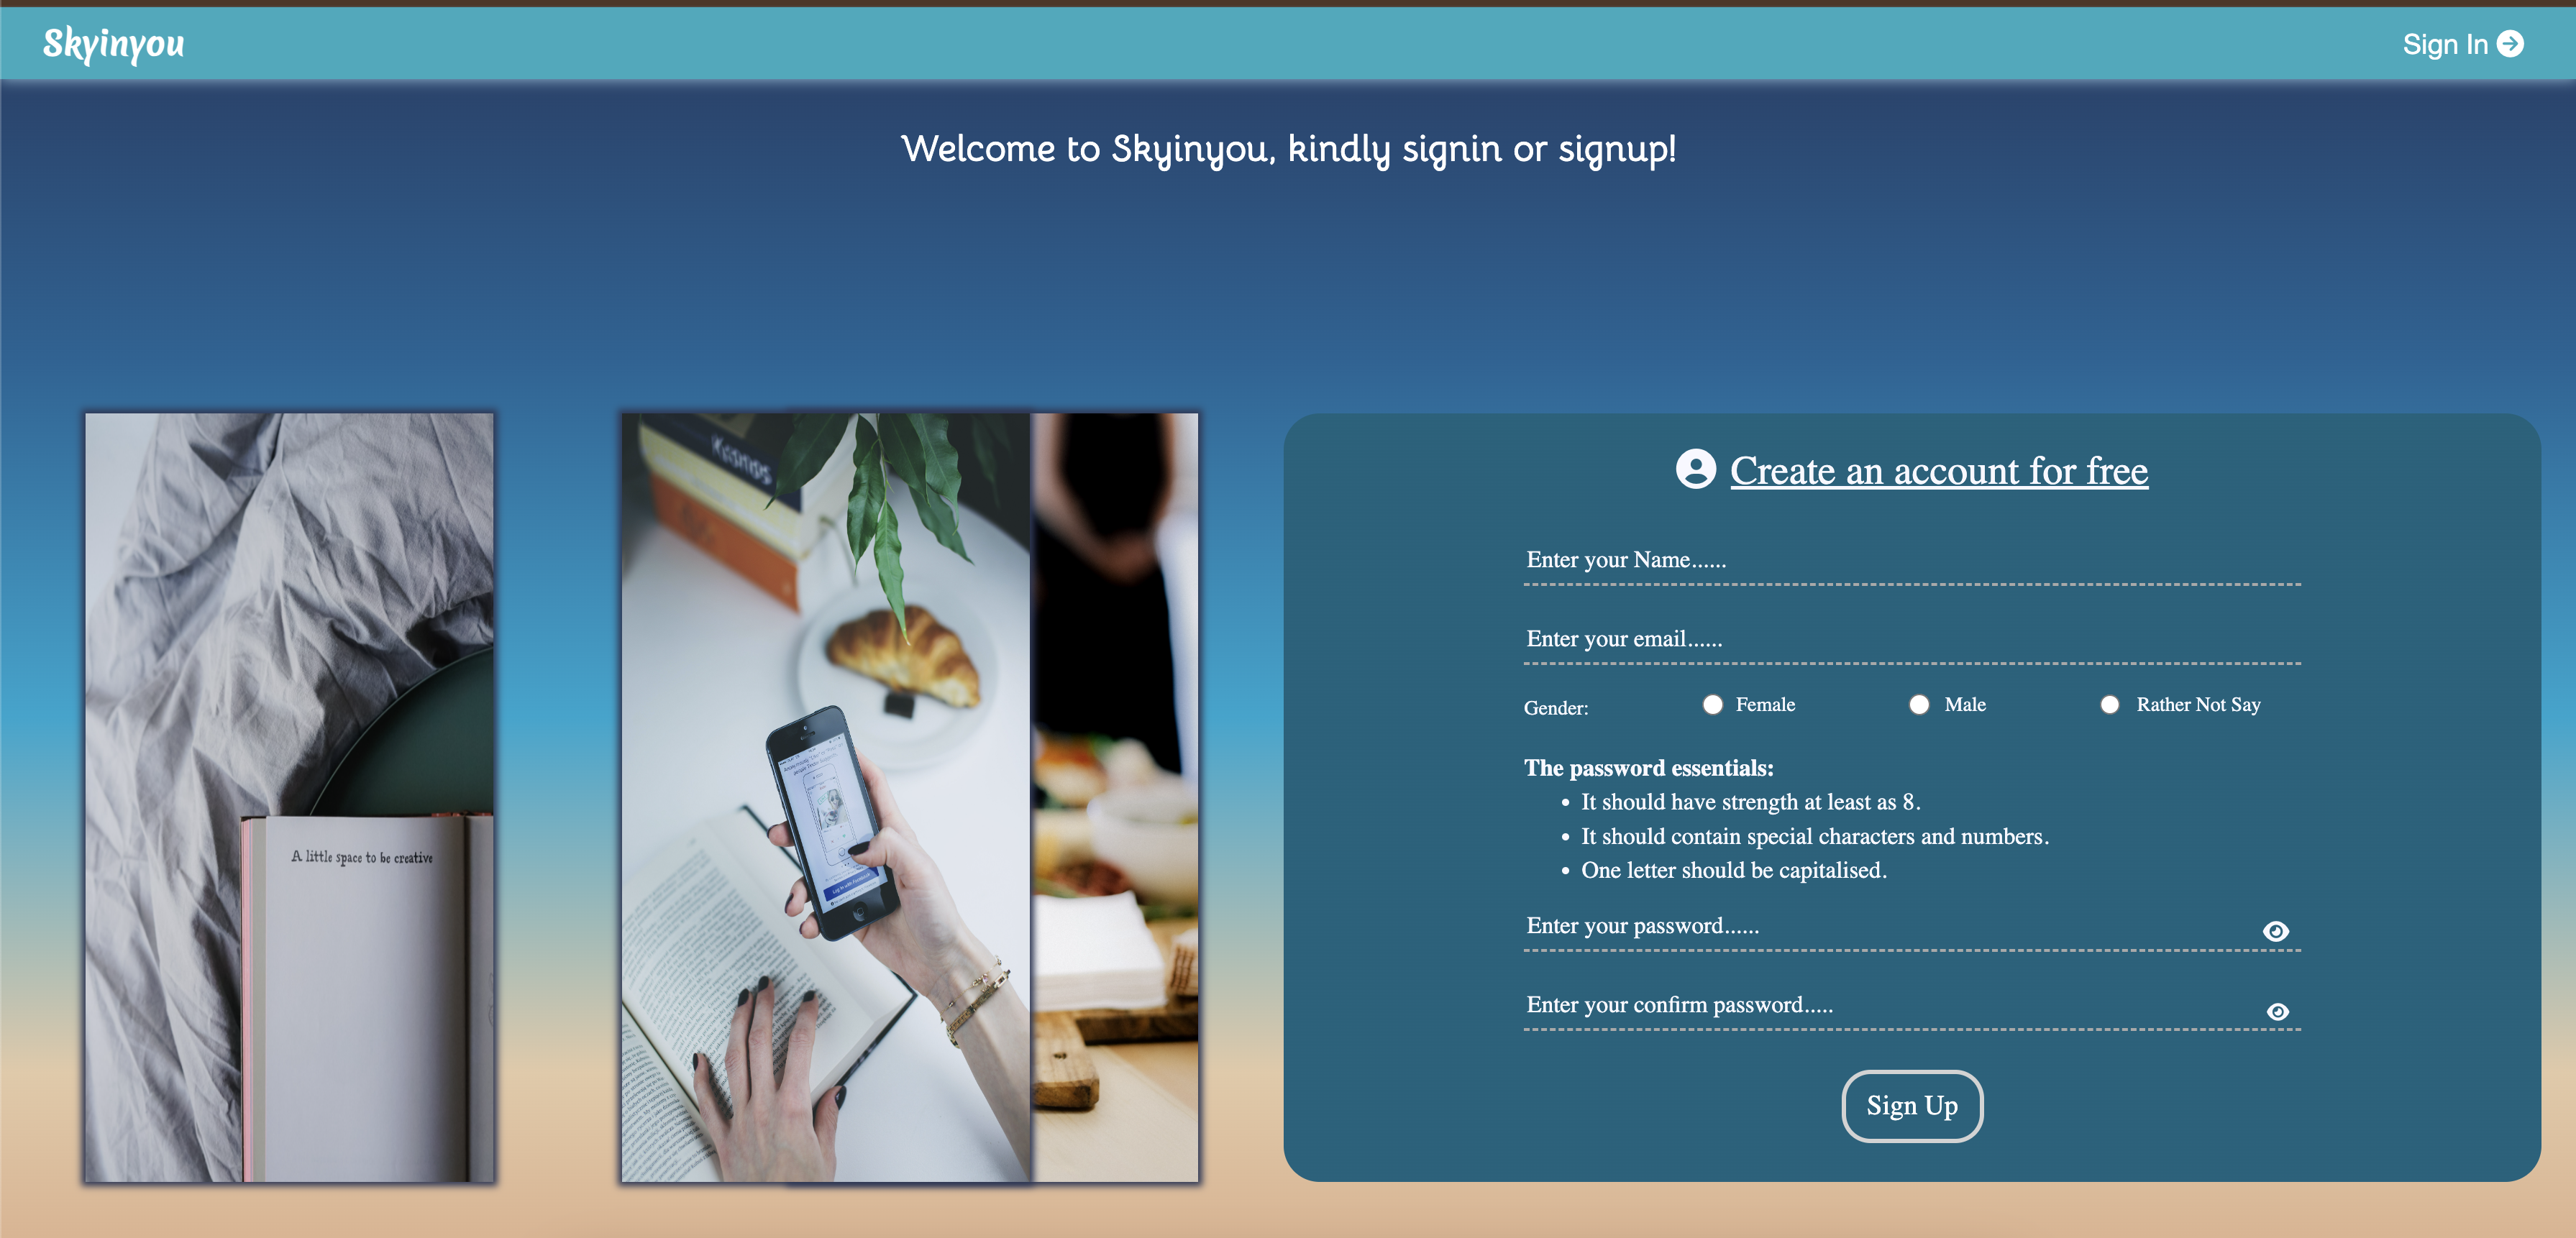 Skyinyou
Sign In
Welcome to Skyinyou, kindly signin or signup!
Kosmos
A little space to be creative
Create an account for free
Enter your Name......
Enter your email......
Gender: Female Male Rather Not Say
The password essentials:
• It should have strength at least as 8.
• It should contain special characters and numbers.
• One letter should be capitalised.
Enter your password......
Enter your confirm password.....
Sign Up